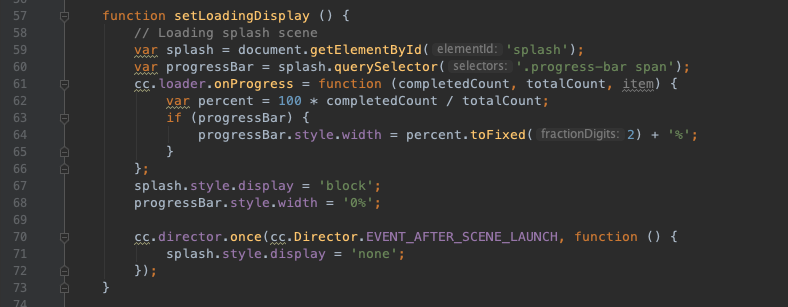 57 function setLoadingDisplay () {
58 // Loading splash scene
59 var splash = document.getElementById( elementId: 'splash');
60 var progressBar = splash.querySelector( selectors: '.progress-bar span');
61 cc.loader.onProgress = function (completedCount, totalCount, item) {
62 var percent = 100 * completedCount / totalCount;
63 if (progressBar) {
64 progressBar.style.width = percent.toFixed( fractionDigits: 2) + '%';
65 }
66 };
67 splash.style.display = 'block';
68 progressBar.style.width = '0%';
69
70 cc.director.once(cc.Director.EVENT_AFTER_SCENE_LAUNCH, function () {
71 splash.style.display = 'none';
72 });
73 }
74